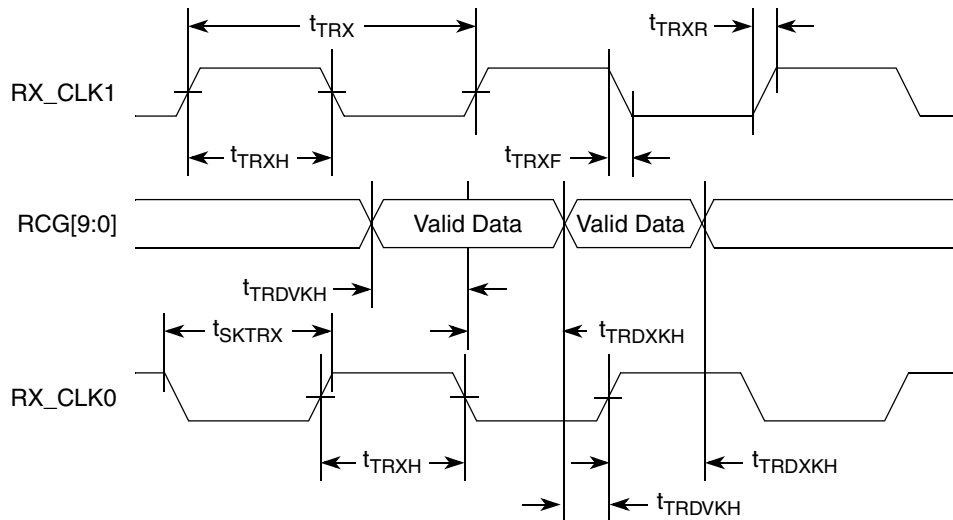 tTRX
tTRXR
RX_CLK1
tTRXH
tTRXF
RCG[9:0]
Valid Data
Valid Data
tTRDVKH
tSKTRX
tTRDXKH
RX_CLK0
tTRXH
tTRDXKH
tTRDVKH